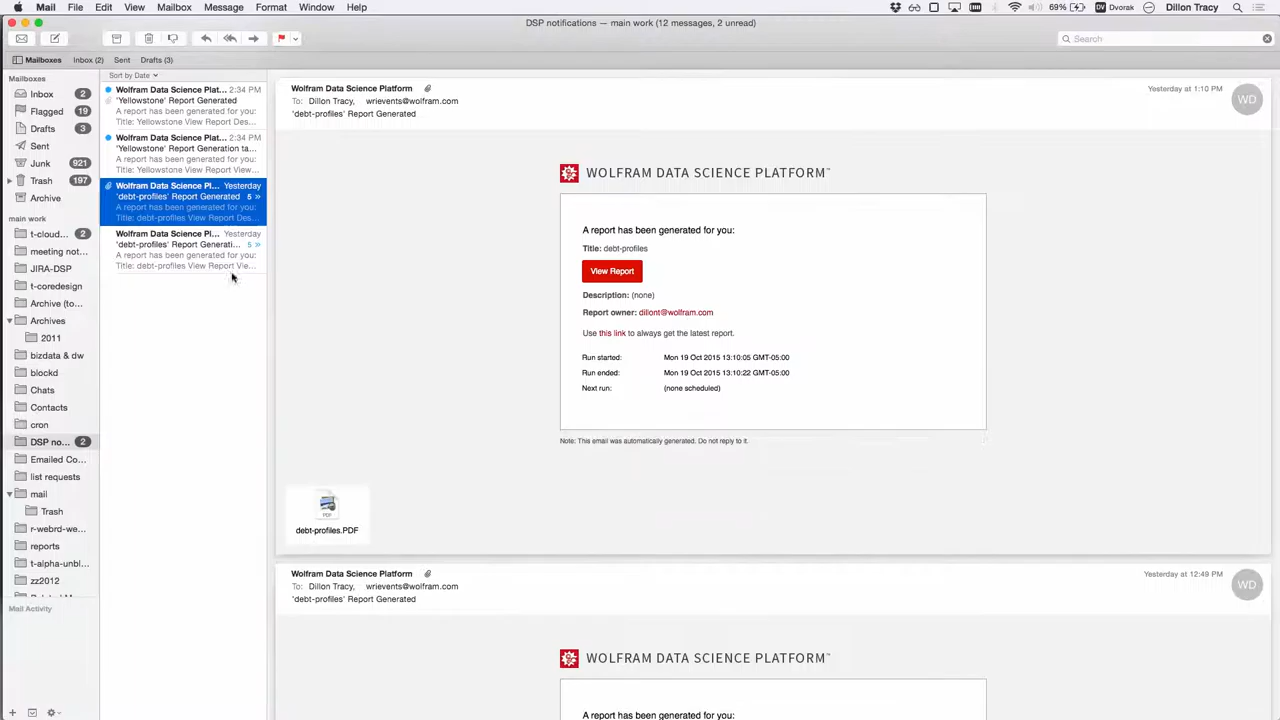 Mail File Edit View Mailbox Message Format Window Help 69% DV Dvorak Dillon Tracy
DSP notifications — main work (12 messages, 2 unread)
Search
Mailboxes Inbox (2) Sent Drafts (3)
Mailboxes
Inbox 2
Flagged 19
Drafts 3
Sent
Junk 921
Trash 197
Archive
main work
t-cloud... 2
meeting not...
JIRA-DSP
t-coredesign
Archive (to...
Archives
2011
bizdata & dw
blockd
Chats
Contacts
cron
DSP no... 2
Emailed Co...
list requests
mail
Trash
r-webrd-we...
reports
t-alpha-unbl...
zz2012
Mail Activity
Sort by Date
Wolfram Data Science Plat... 2:34 PM
'Yellowstone' Report Generated
A report has been generated for you:
Title: Yellowstone View Report Des...
Wolfram Data Science Plat... 2:34 PM
'Yellowstone' Report Generation ta...
A report has been generated for you:
Title: Yellowstone View Report View...
Wolfram Data Science Pl... Yesterday
'debt-profiles' Report Generated 5 »
A report has been generated for you:
Title: debt-profiles View Report Des...
Wolfram Data Science Pl... Yesterday
'debt-profiles' Report Generati... 5 »
A report has been generated for you:
Title: debt-profiles View Report Vie...
Wolfram Data Science Platform Yesterday at 1:10 PM
To: Dillon Tracy, wrievents@wolfram.com
'debt-profiles' Report Generated
WD
WOLFRAM DATA SCIENCE PLATFORM™
A report has been generated for you:
Title: debt-profiles
View Report
Description: (none)
Report owner: dillont@wolfram.com
Use this link to always get the latest report.
Run started: Mon 19 Oct 2015 13:10:05 GMT-05:00
Run ended: Mon 19 Oct 2015 13:10:22 GMT-05:00
Next run: (none scheduled)
Note: This email was automatically generated. Do not reply to it.
PDF
debt-profiles.PDF
Wolfram Data Science Platform Yesterday at 12:49 PM
To: Dillon Tracy, wrievents@wolfram.com
'debt-profiles' Report Generated
WD
WOLFRAM DATA SCIENCE PLATFORM™
A report has been generated for you: